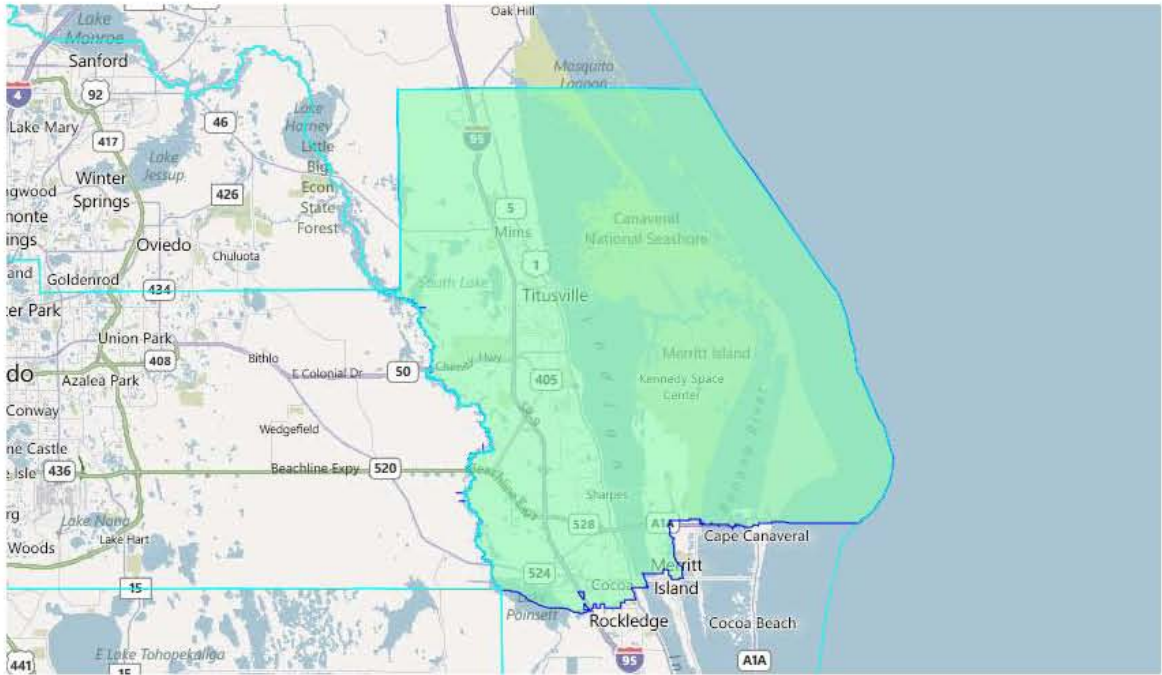 Oak Hill
Lake
Monroe
Sanford
Mosquito
Lagoon
4
92
95
Lake
Harney
Lake Mary
46
417
Little
Big
Econ
State
Forest
Lake
Jessup
Winter
Springs
426
5
Mims
Canaveral
National Seashore
Oviedo
Chuluota
1
South Lake
Goldenrod
434
Titusville
Union Park
408
Bithlo
E Colonial Dr
50
Hwy
Merritt Island
Azalea Park
405
Kennedy Space
Center
Conway
Wedgefield
SR-9
436
Beachline Expy
520
Beachline Expy
Sharpes
Lake Nona
Woods
Lake Hart
528
A1A
Cape Canaveral
524
Merritt
Island
15
Cocoa
Poinsett
Rockledge
Cocoa Beach
E Lake Tohopekaliga
441
15
95
A1A